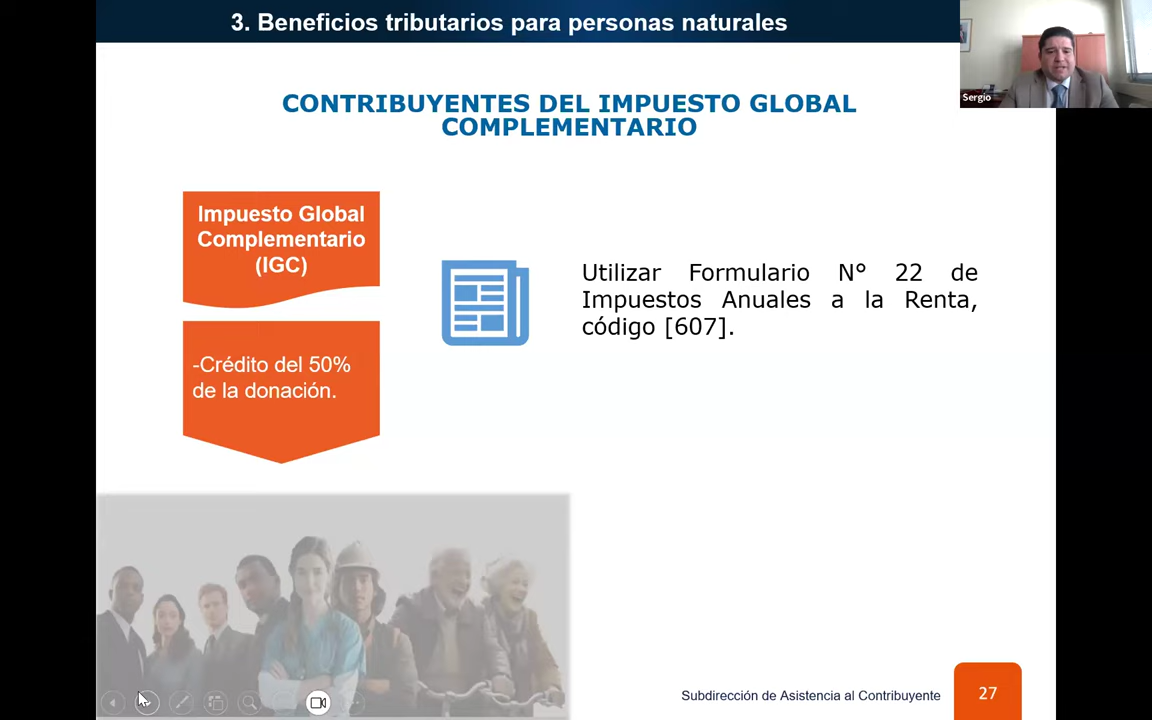 3. Beneficios tributarios para personas naturales
Sergio
CONTRIBUYENTES DEL IMPUESTO GLOBAL
COMPLEMENTARIO
Impuesto Global
Complementario
(IGC)
-Crédito del 50%
de la donación.
Utilizar Formulario N° 22 de
Impuestos Anuales a la Renta,
código [607].
Subdirección de Asistencia al Contribuyente
27